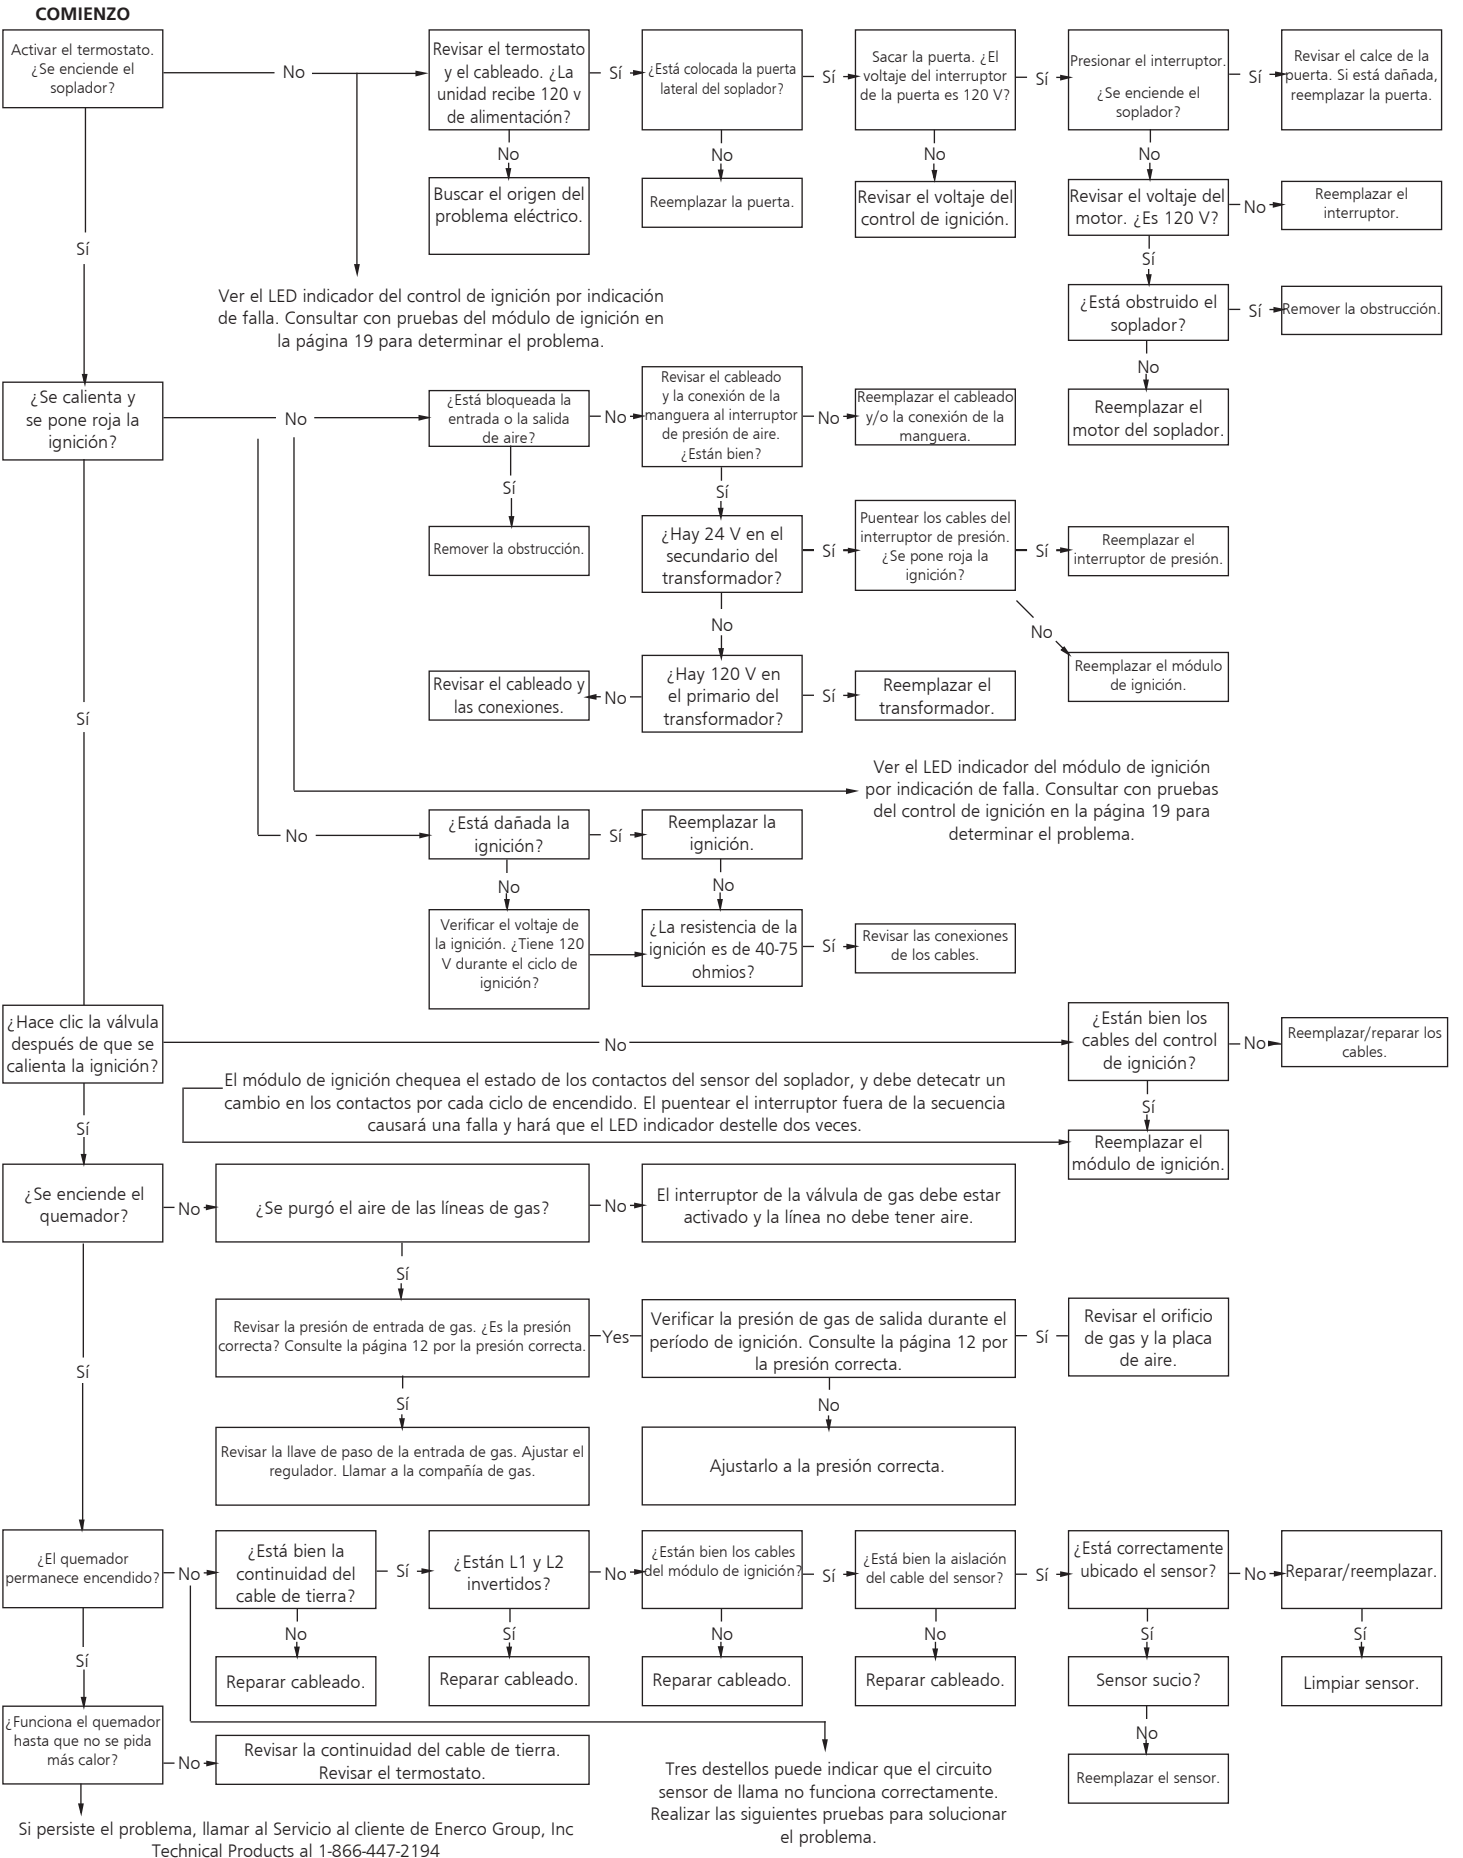 COMIENZO
Activar el termostato.
¿Se enciende el
soplador?
No
Revisar el termostato
y el cableado. ¿La
unidad recibe 120 v
de alimentación?
Sí
¿Está colocada la puerta
lateral del soplador?
Sí
Sacar la puerta. ¿El
voltaje del interruptor
de la puerta es 120 V?
Sí
Presionar el interruptor.
¿Se enciende el
soplador?
Sí
Revisar el calce de la
puerta. Si está dañada,
reemplazar la puerta.
No
No
No
No
Buscar el origen del
problema eléctrico.
Reemplazar la puerta.
Revisar el voltaje del
control de ignición.
Revisar el voltaje del
motor. ¿Es 120 V?
No
Reemplazar el
interruptor.
Sí
Sí
¿Está obstruido el
soplador?
Sí
Remover la obstrucción.
No
Reemplazar el
motor del soplador.
Ver el LED indicador del control de ignición por indicación
de falla. Consultar con pruebas del módulo de ignición en
la página 19 para determinar el problema.
¿Se calienta y
se pone roja la
ignición?
No
¿Está bloqueada la
entrada o la salida
de aire?
No
Revisar el cableado
y la conexión de la
manguera al interruptor
de presión de aire.
¿Están bien?
No
Reemplazar el cableado
y/o la conexión de la
manguera.
Sí
Sí
Remover la obstrucción.
¿Hay 24 V en el
secundario del
transformador?
Sí
Puentear los cables del
interruptor de presión.
¿Se pone roja la
ignición?
Sí
Reemplazar el
interruptor de presión.
No
No
Reemplazar el módulo
de ignición.
Revisar el cableado y
las conexiones.
No
¿Hay 120 V en
el primario del
transformador?
Sí
Reemplazar el
transformador.
Sí
Ver el LED indicador del módulo de ignición
por indicación de falla. Consultar con pruebas
del control de ignición en la página 19 para
determinar el problema.
No
¿Está dañada la
ignición?
Sí
Reemplazar la
ignición.
No
No
Verificar el voltaje de
la ignición. ¿Tiene 120
V durante el ciclo de
ignición?
¿La resistencia de la
ignición es de 40-75
ohmios?
Sí
Revisar las conexiones
de los cables.
¿Hace clic la válvula
después de que se
calienta la ignición?
No
¿Están bien los
cables del control
de ignición?
No
Reemplazar/reparar los
cables.
El módulo de ignición chequea el estado de los contactos del sensor del soplador, y debe detecatr un
cambio en los contactos por cada ciclo de encendido. El puentear el interruptor fuera de la secuencia
causará una falla y hará que el LED indicador destelle dos veces.
Sí
Sí
Reemplazar el
módulo de ignición.
¿Se enciende el
quemador?
No
¿Se purgó el aire de las líneas de gas?
No
El interruptor de la válvula de gas debe estar
activado y la línea no debe tener aire.
Sí
Revisar la presión de entrada de gas. ¿Es la presión
correcta? Consulte la página 12 por la presión correcta.
Yes
Verificar la presión de gas de salida durante el
período de ignición. Consulte la página 12 por
la presión correcta.
Sí
Revisar el orificio
de gas y la placa
de aire.
Sí
Sí
No
Revisar la llave de paso de la entrada de gas. Ajustar el
regulador. Llamar a la compañía de gas.
Ajustarlo a la presión correcta.
¿El quemador
permanece encendido?
No
¿Está bien la
continuidad del
cable de tierra?
Sí
¿Están L1 y L2
invertidos?
No
¿Están bien los cables
del módulo de ignición?
Sí
¿Está bien la aislación
del cable del sensor?
Sí
¿Está correctamente
ubicado el sensor?
No
Reparar/reemplazar.
Sí
No
Sí
No
No
Sí
Sí
Reparar cableado.
Reparar cableado.
Reparar cableado.
Reparar cableado.
Sensor sucio?
Limpiar sensor.
¿Funciona el quemador
hasta que no se pida
más calor?
No
Revisar la continuidad del cable de tierra.
Revisar el termostato.
No
Reemplazar el sensor.
Tres destellos puede indicar que el circuito
sensor de llama no funciona correctamente.
Realizar las siguientes pruebas para solucionar
el problema.
Si persiste el problema, llamar al Servicio al cliente de Enerco Group, Inc
Technical Products al 1-866-447-2194